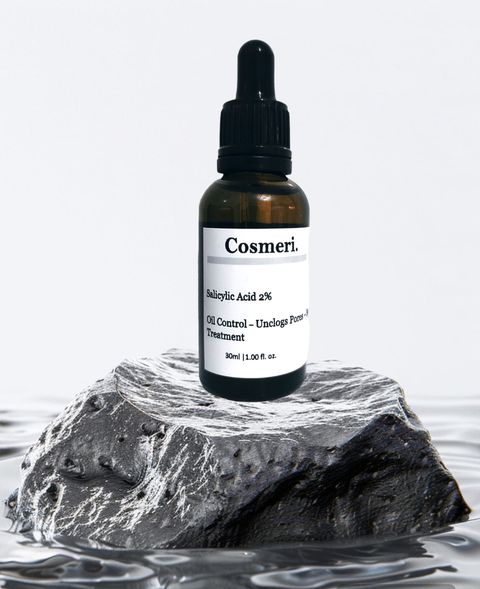 Cosmeri.
Salicylic Acid 2%
Oil Control – Unclogs Pores -
Treatment
30ml |1.00 fl. oz.